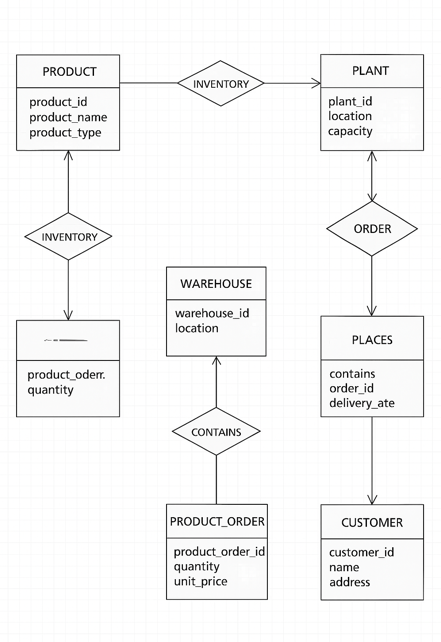 PRODUCT
product_id
product_name
product_type
INVENTORY
PLANT
plant_id
location
capacity
INVENTORY
ORDER
WAREHOUSE
warehouse_id
location
product_oderr.
quantity
PLACES
contains
order_id
delivery_ate
CONTAINS
PRODUCT_ORDER
product_order_id
quantity
unit_price
CUSTOMER
customer_id
name
address